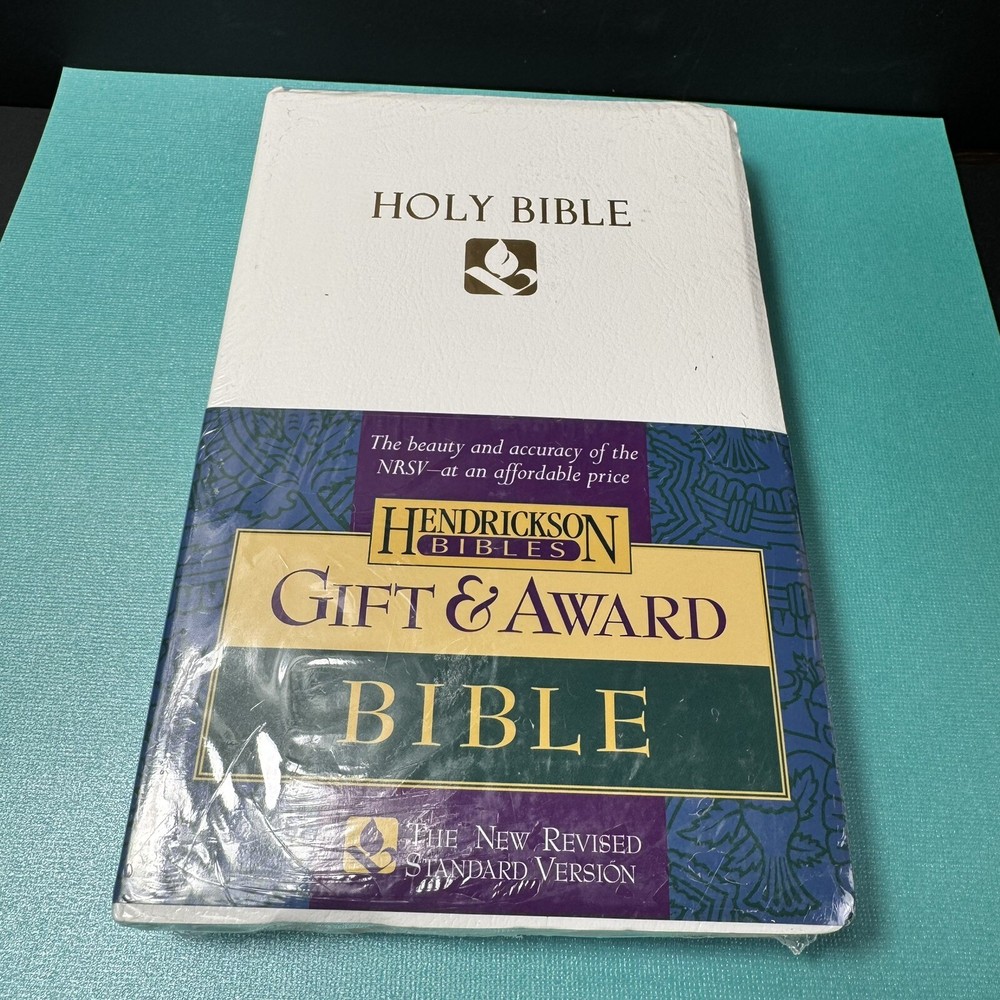 HOLY BIBLE
The beauty and accuracy of the
NRSV—at an affordable price
HENDRICKSON
BIBLES
GIFT & AWARD
BIBLE
THE NEW REVISED
STANDARD VERSION